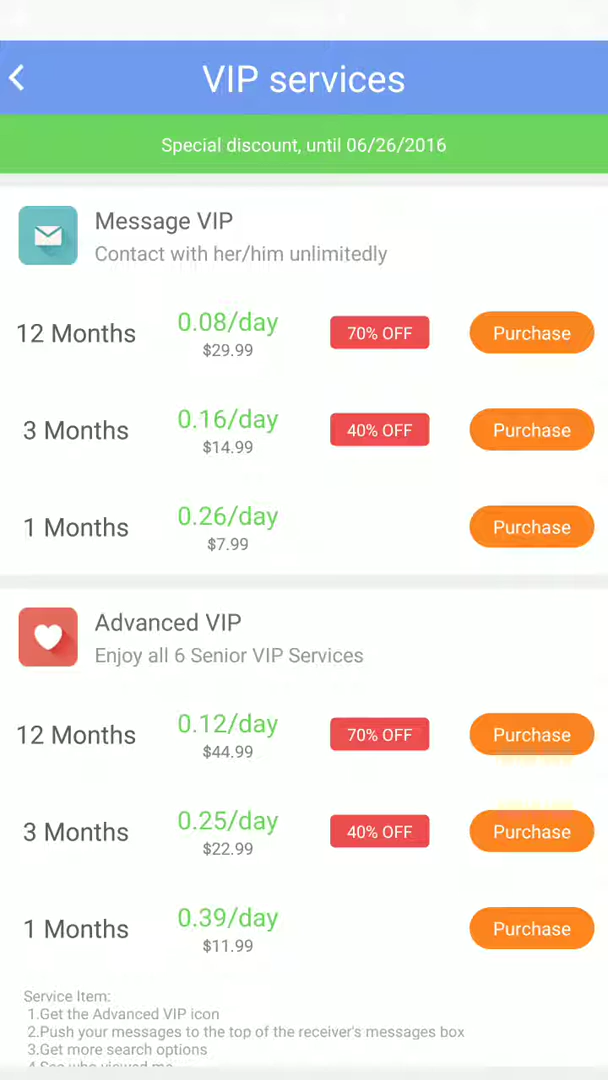 VIP services
Special discount, until 06/26/2016
Message VIP
Contact with her/him unlimitedly
12 Months 0.08/day 70% OFF Purchase
$29.99
3 Months 0.16/day 40% OFF Purchase
$14.99
1 Months 0.26/day Purchase
$7.99
Advanced VIP
Enjoy all 6 Senior VIP Services
12 Months 0.12/day 70% OFF Purchase
$44.99
3 Months 0.25/day 40% OFF Purchase
$22.99
1 Months 0.39/day Purchase
$11.99
Service Item:
1.Get the Advanced VIP icon
2.Push your messages to the top of the receiver's messages box
3.Get more search options
4.See who viewed me